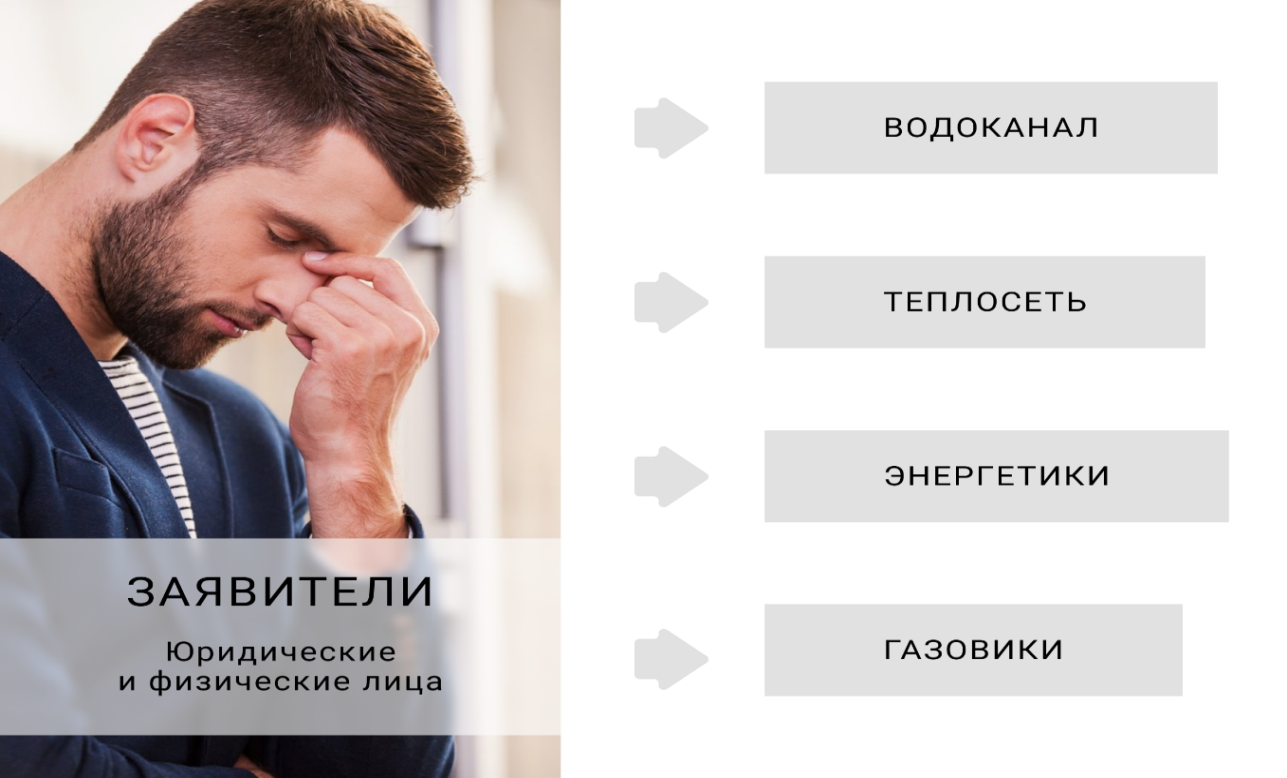 ЗАЯВИТЕЛИ
Юридические
и физические лица
ВОДОКАНАЛ
ТЕПЛОСЕТЬ
ЭНЕРГЕТИКИ
ГАЗОВИКИ